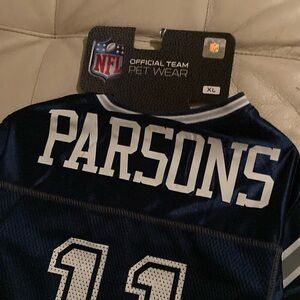 NFL
OFFICIAL TEAM
PET WEAR
XL
PARSONS
11